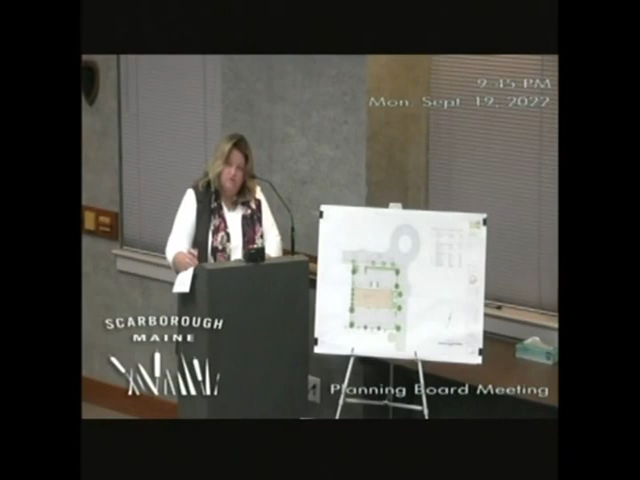 9:45 PM
Mon. Sept. 19, 2022
SCARBOROUGH
MAINE
Planning Board Meeting